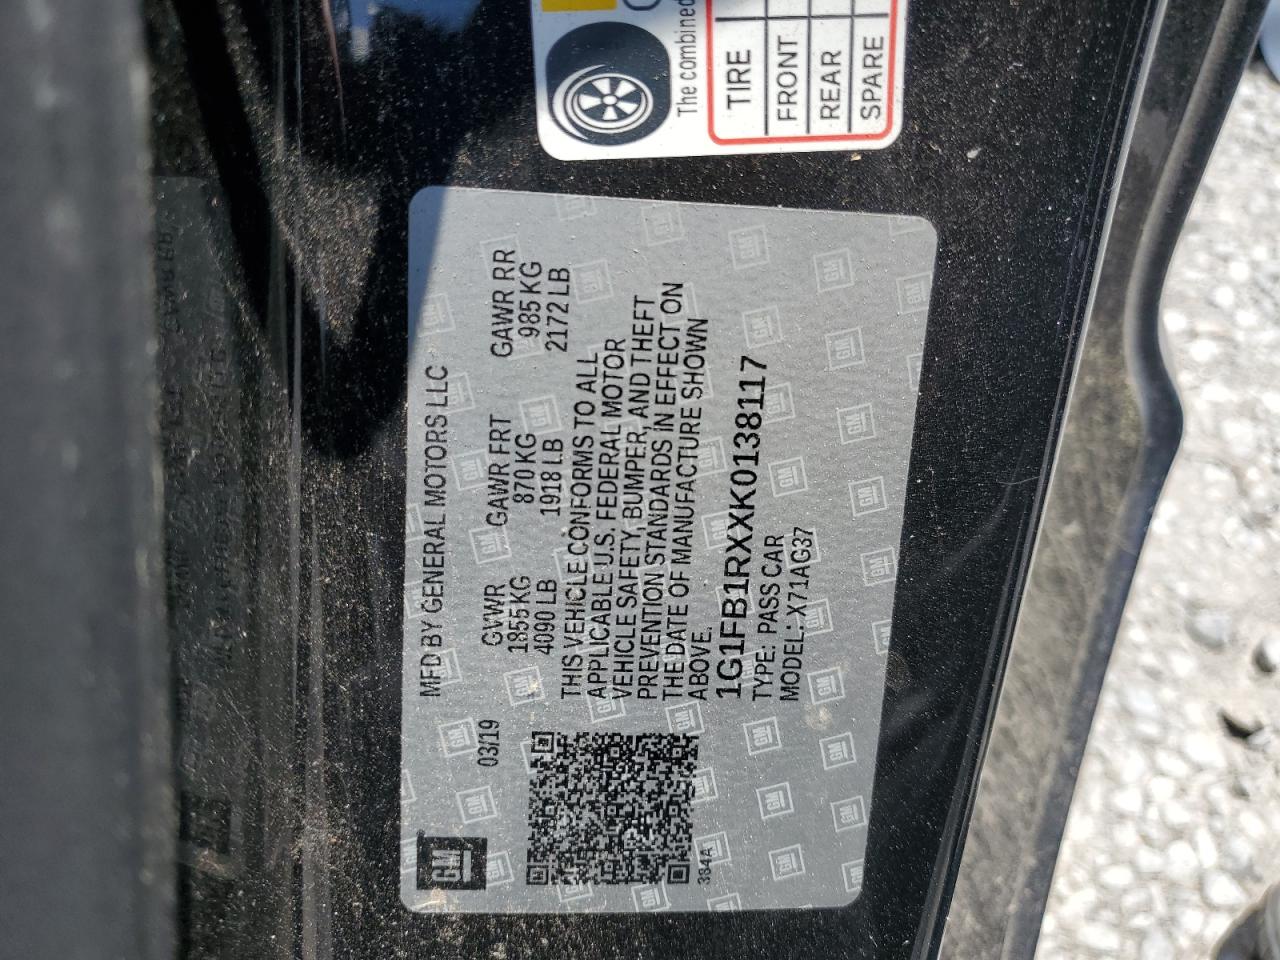 The combined
TIRE
FRONT
REAR
SPARE
GM
MFD BY GENERAL MOTORS LLC
03/19
GVWR GAWR FRT GAWR RR
1855 KG 870 KG 985 KG
4090 LB 1918 LB 2172 LB
THIS VEHICLE CONFORMS TO ALL
APPLICABLE U.S. FEDERAL MOTOR
VEHICLE SAFETY, BUMPER, AND THEFT
PREVENTION STANDARDS IN EFFECT ON
THE DATE OF MANUFACTURE SHOWN
ABOVE.
1G1FB1RXXK0138117
TYPE: PASS CAR
MODEL: X71AG37
384A